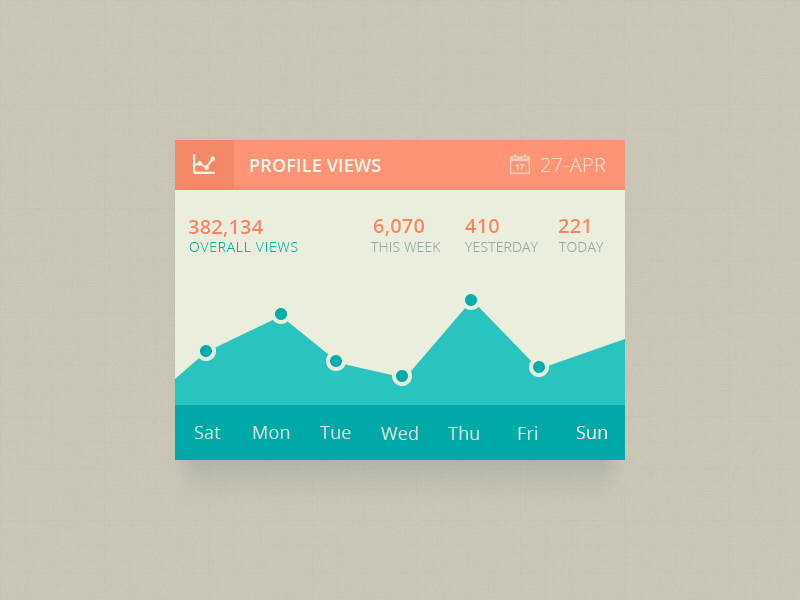 PROFILE VIEWS
17
27-APR
382,134
OVERALL VIEWS
6,070
THIS WEEK
410
YESTERDAY
221
TODAY
Sat Mon Tue Wed Thu Fri Sun